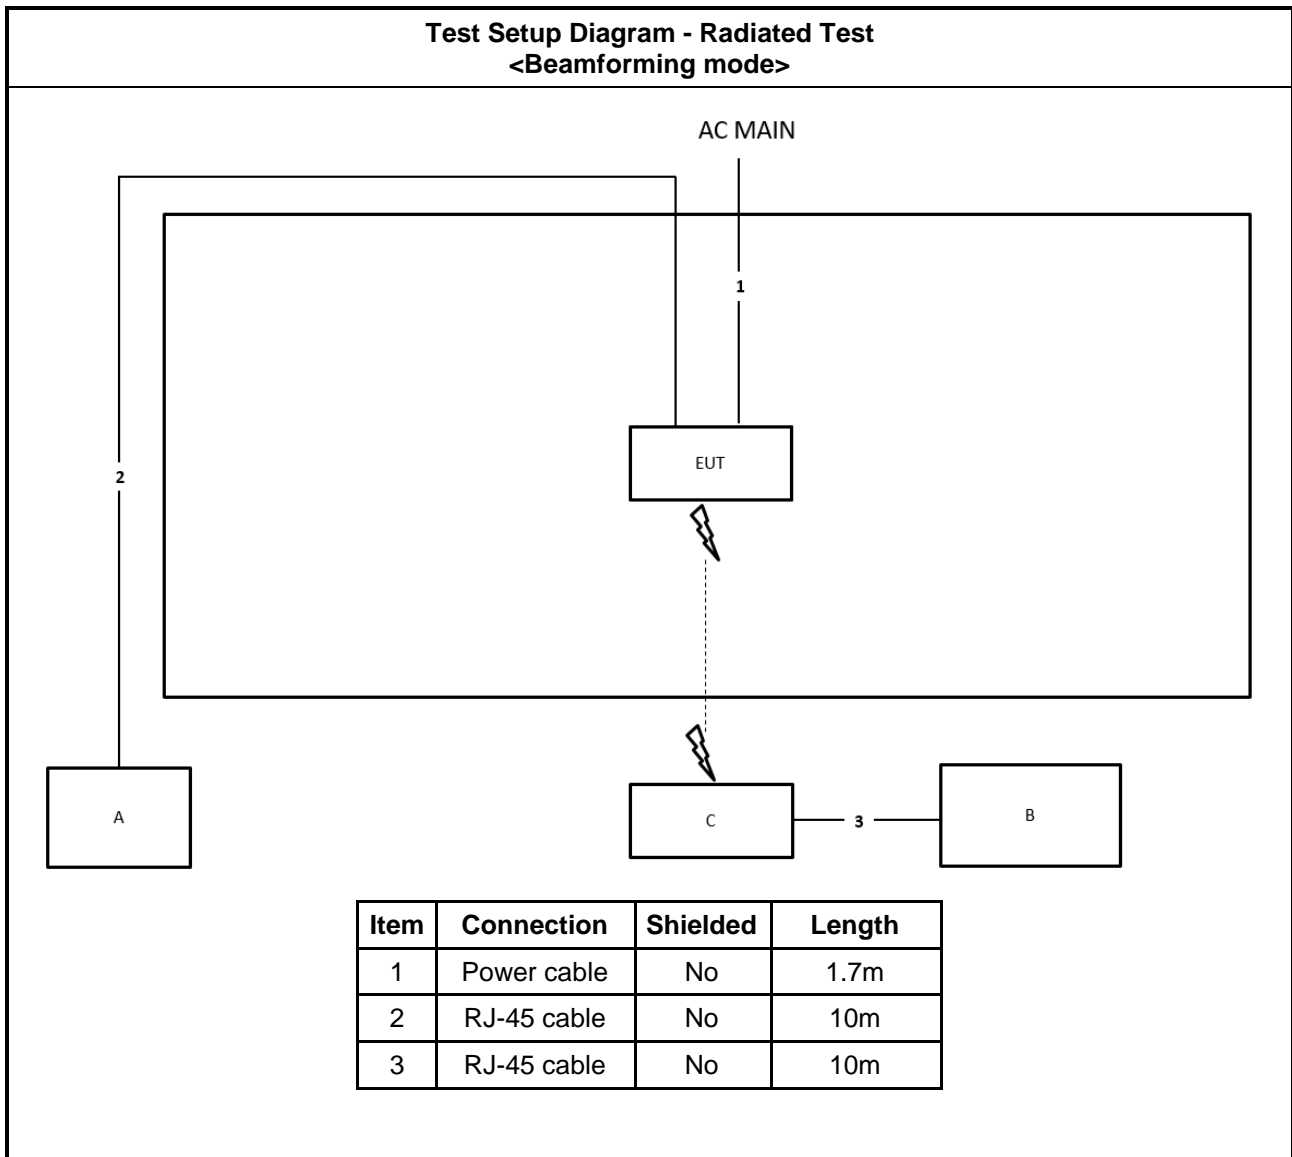 Test Setup Diagram - Radiated Test
<Beamforming mode>
AC MAIN
1
2
EUT
A
C
3
B
Item Connection Shielded Length
1 Power cable No 1.7m
2 RJ-45 cable No 10m
3 RJ-45 cable No 10m